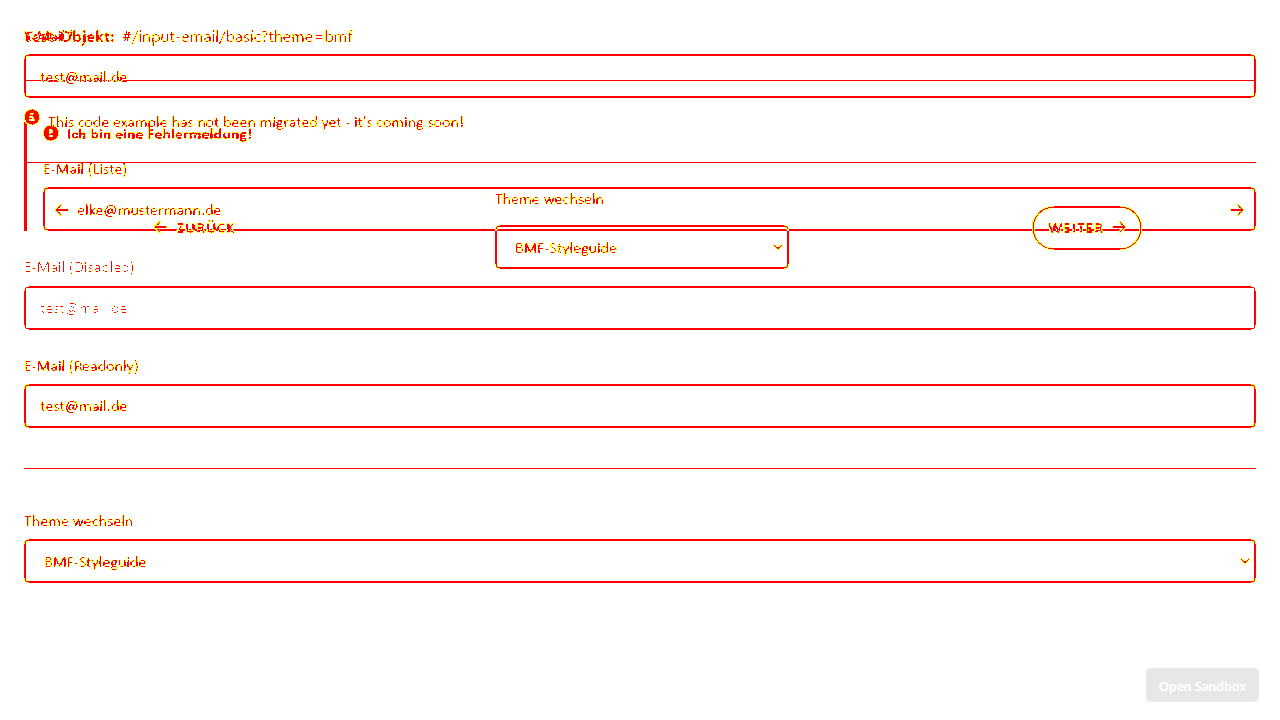 Test-Objekt: #/input-email/basic?theme=bmf
test@mail.de
This code example has not been migrated yet - it's coming soon!
Ich bin eine Fehlermeldung!
E-Mail (Liste)
Theme wechseln
elke@mustermann.de
ZURÜCK
WEITER
BMF-Styleguide
E-Mail (Disabled)
test@mail.de
E-Mail (Readonly)
test@mail.de
Theme wechseln
BMF-Styleguide
Open Sandbox